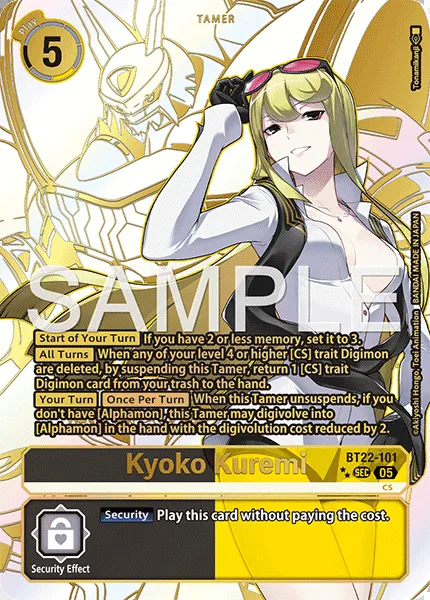 TAMER
Play
5
Tonamikanji
SAMPLE
Start of Your Turn If you have 2 or less memory, set it to 3.
All Turns When any of your level 4 or higher [CS] trait Digimon
are deleted, by suspending this Tamer, return 1 [CS] trait
Digimon card from your trash to the hand.
Your Turn Once Per Turn When this Tamer unsuspends, if you
don't have [Alphamon], this Tamer may digivolve into
[Alphamon] in the hand with the digivolution cost reduced by 2.
©Akiyoshi Hongo, Toei Animation BANDAI MADE IN JAPAN
Kyoko Kuremi
BT22-101
SEC 05
CS
Security Play this card without paying the cost.
Security Effect